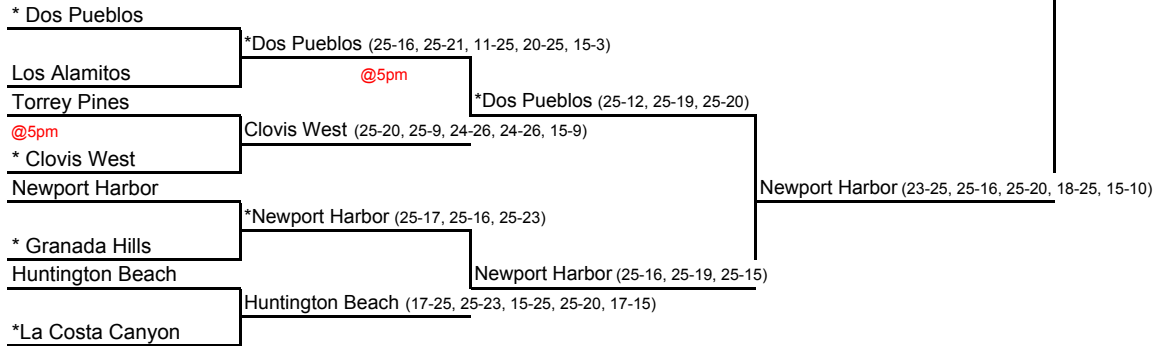 * Dos Pueblos
*Dos Pueblos (25-16, 25-21, 11-25, 20-25, 15-3)
Los Alamitos
@5pm
Torrey Pines
*Dos Pueblos (25-12, 25-19, 25-20)
@5pm
Clovis West (25-20, 25-9, 24-26, 24-26, 15-9)
* Clovis West
Newport Harbor
Newport Harbor (23-25, 25-16, 25-20, 18-25, 15-10)
*Newport Harbor (25-17, 25-16, 25-23)
* Granada Hills
Huntington Beach
Newport Harbor (25-16, 25-19, 25-15)
Huntington Beach (17-25, 25-23, 15-25, 25-20, 17-15)
*La Costa Canyon